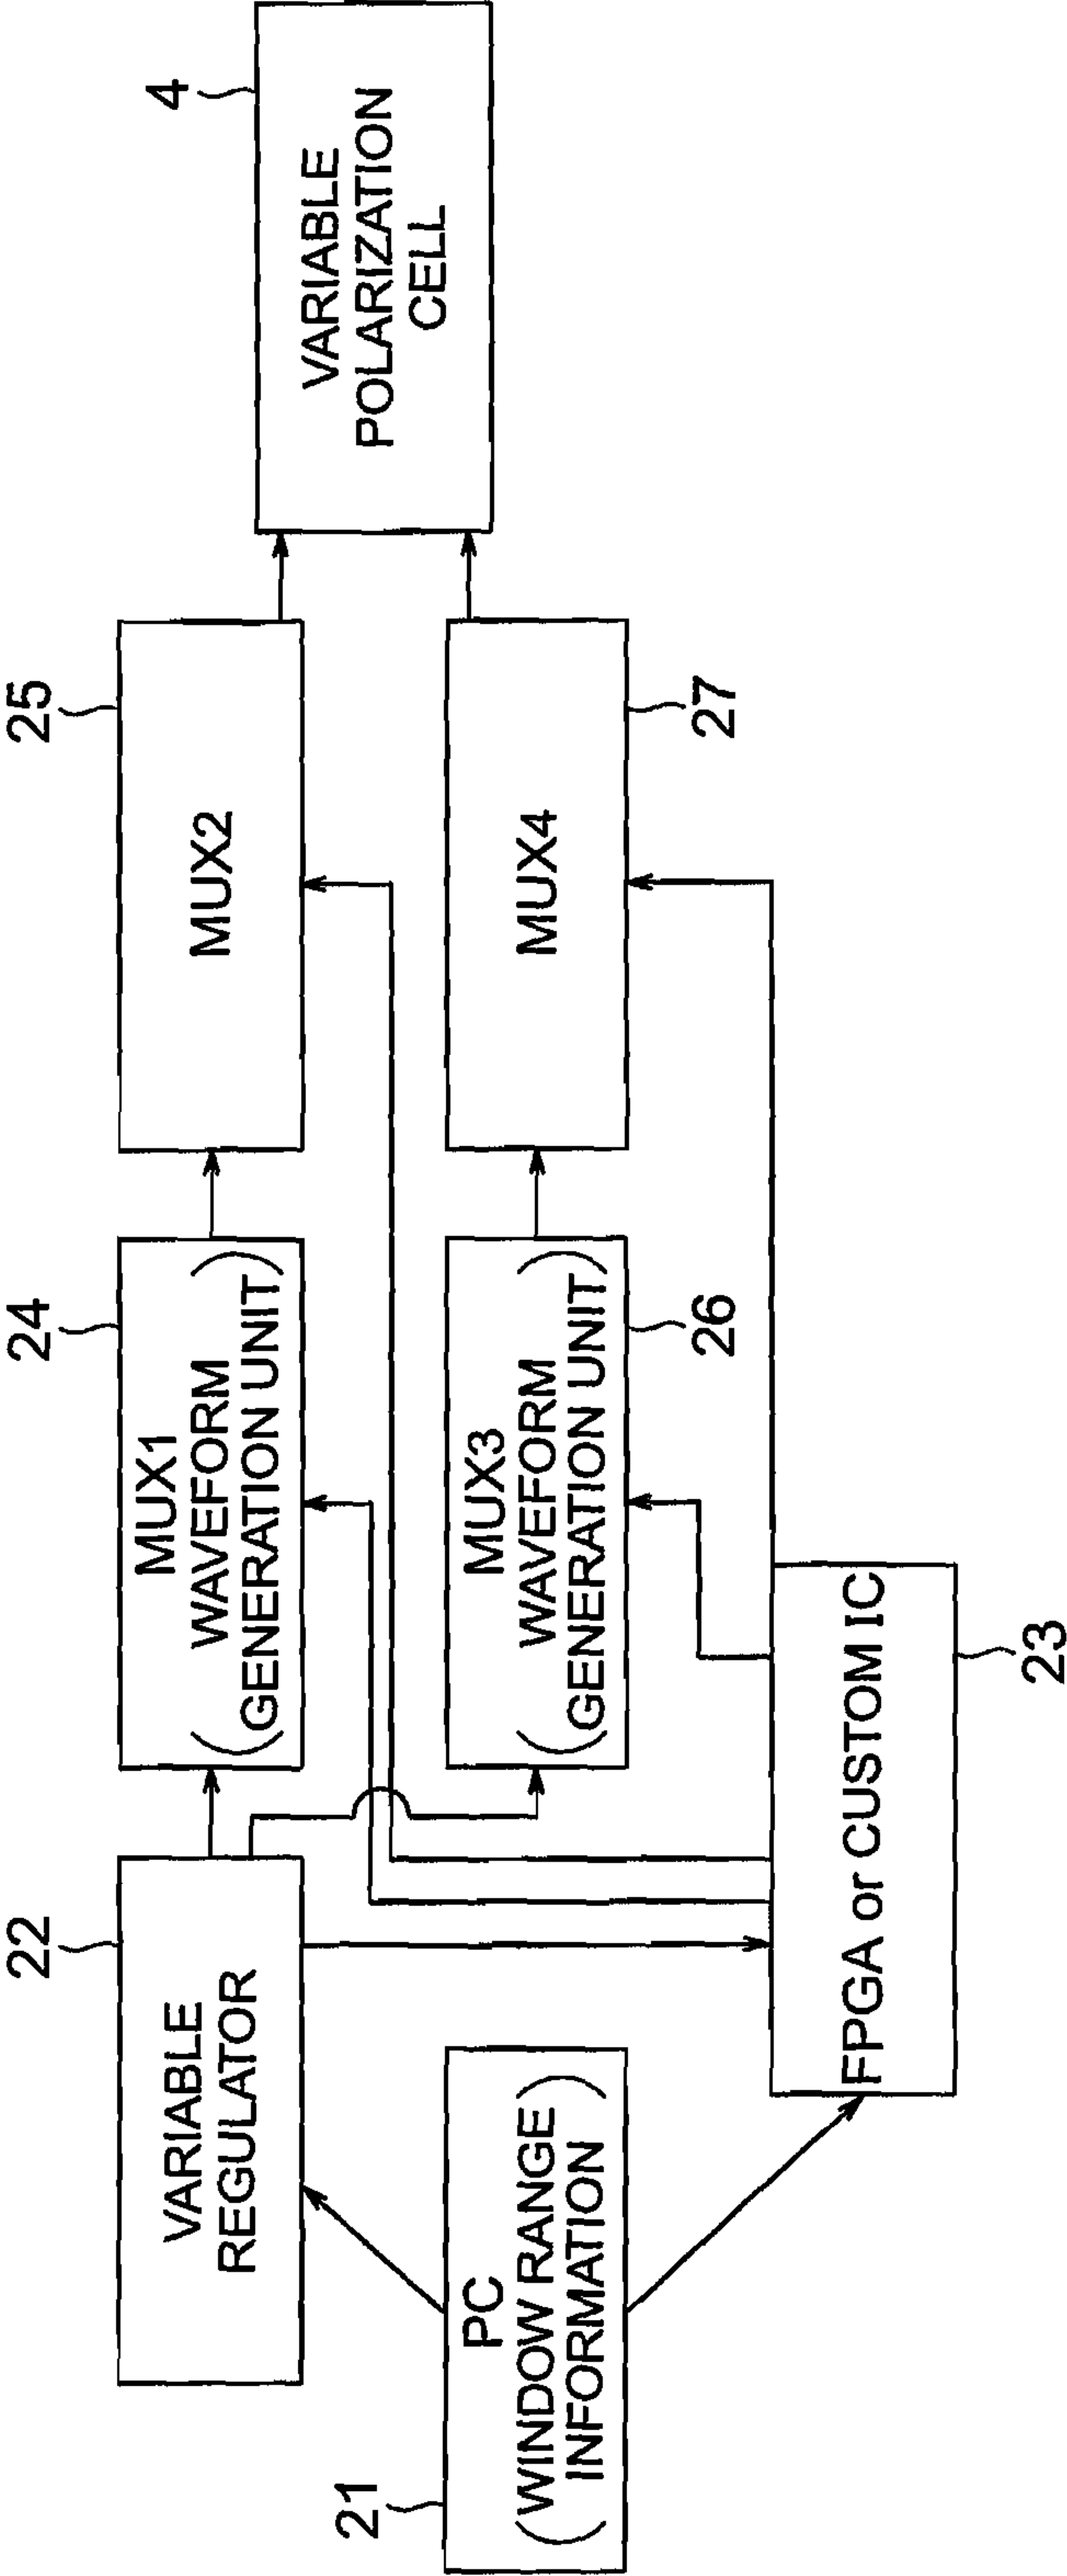 22
VARIABLE
REGULATOR
24
MUX1
(WAVEFORM
GENERATION UNIT)
25
MUX2
4
VARIABLE
POLARIZATION
CELL
21
PC
(WINDOW RANGE
INFORMATION)
MUX3
(WAVEFORM
GENERATION UNIT)
26
MUX4
27
FPGA or CUSTOM IC
23